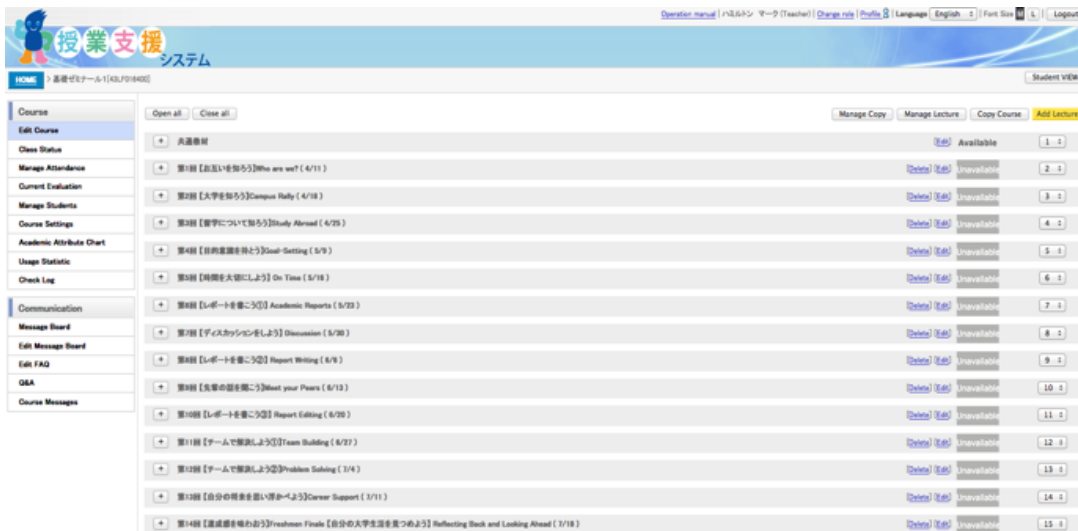 Operation manual | ハミルトン マーク(Teacher) | Change role | Profile | Language English | Font Size M L | Logout
授業支援
システム
HOME > 基礎ゼミナール1[43LF018400]
Student VIEW
Course
Edit Course
Class Status
Manage Attendance
Current Evaluation
Manage Students
Course Settings
Academic Attribute Chart
Usage Statistic
Check Log
Communication
Message Board
Edit Message Board
Edit FAQ
Q&A
Course Messages
Open all Close all Manage Copy Manage Lecture Copy Course Add Lecture
+ 共通教材 [Edit] Available 1
+ 第1回【お互いを知ろう】Who are we? ( 4/11 ) [Delete] [Edit] Unavailable 2
+ 第2回【大学を知ろう】Campus Rally ( 4/18 ) [Delete] [Edit] Unavailable 3
+ 第3回【留学について知ろう】Study Abroad ( 4/25 ) [Delete] [Edit] Unavailable 4
+ 第4回【目的意識を持とう】Goal-Setting ( 5/9 ) [Delete] [Edit] Unavailable 5
+ 第5回【時間を大切にしよう】On Time ( 5/16 ) [Delete] [Edit] Unavailable 6
+ 第6回【レポートを書こう①】Academic Reports ( 5/23 ) [Delete] [Edit] Unavailable 7
+ 第7回【ディスカッションをしよう】Discussion ( 5/30 ) [Delete] [Edit] Unavailable 8
+ 第8回【レポートを書こう②】Report Writing ( 6/6 ) [Delete] [Edit] Unavailable 9
+ 第9回【先輩の話を聞こう】Meet your Peers ( 6/13 ) [Delete] [Edit] Unavailable 10
+ 第10回【レポートを書こう③】Report Editing ( 6/20 ) [Delete] [Edit] Unavailable 11
+ 第11回【チームで解決しよう①】Team Building ( 6/27 ) [Delete] [Edit] Unavailable 12
+ 第12回【チームで解決しよう②】Problem Solving ( 7/4 ) [Delete] [Edit] Unavailable 13
+ 第13回【自分の将来を思い浮かべよう】Career Support ( 7/11 ) [Delete] [Edit] Unavailable 14
+ 第14回【達成感を味わおう】Freshmen Finale【自分の大学生活を見つめよう】Reflecting Back and Looking Ahead ( 7/18 ) [Delete] [Edit] Unavailable 15